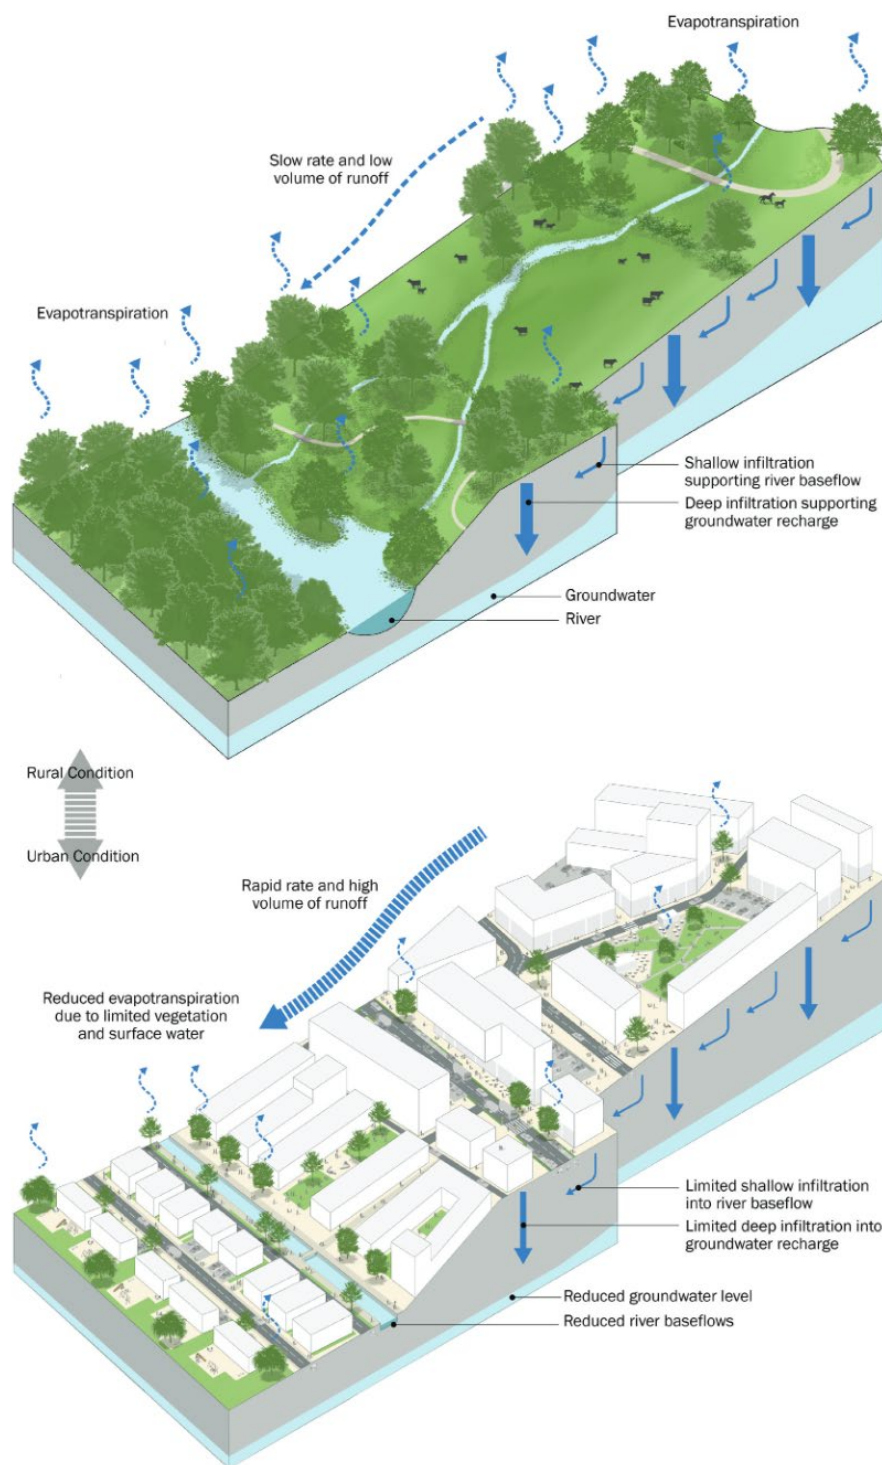 Evapotranspiration
Slow rate and low
volume of runoff
Evapotranspiration
Shallow infiltration
supporting river baseflow
Deep infiltration supporting
groundwater recharge
Groundwater
River
Rural Condition
Urban Condition
Rapid rate and high
volume of runoff
Reduced evapotranspiration
due to limited vegetation
and surface water
Limited shallow infiltration
into river baseflow
Limited deep infiltration into
groundwater recharge
Reduced groundwater level
Reduced river baseflows